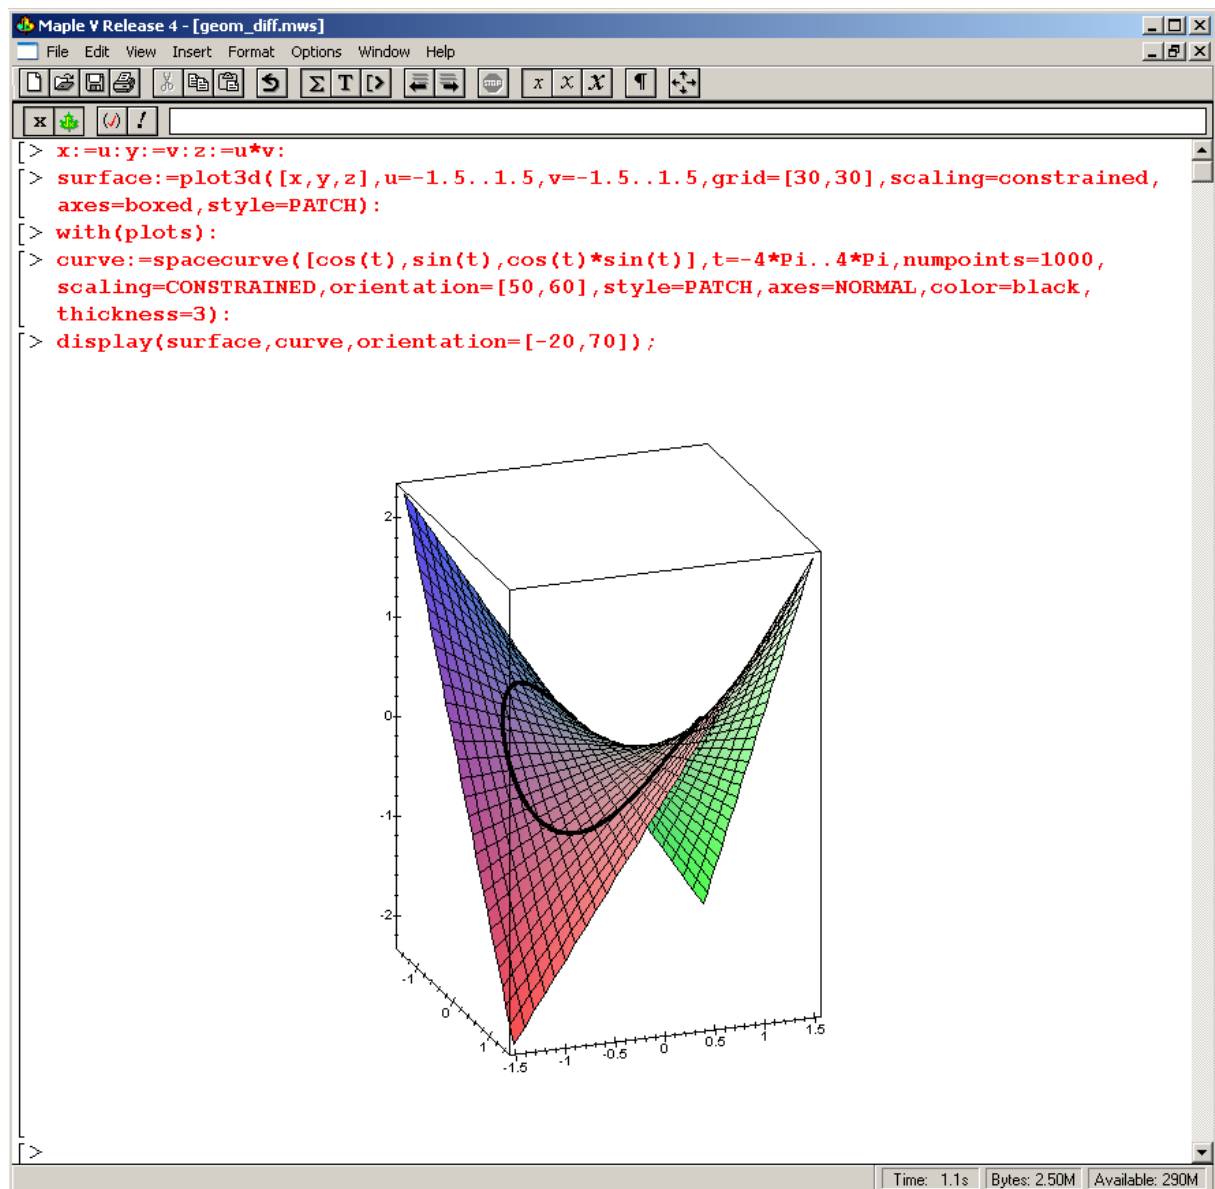 Maple V Release 4 - [geom_diff.mws]
File Edit View Insert Format Options Window Help
Σ T [> STOP x x x ¶
x (√) !
[> x:=u:y:=v:z:=u*v:
[> surface:=plot3d([x,y,z],u=-1.5..1.5,v=-1.5..1.5,grid=[30,30],scaling=constrained,
axes=boxed,style=PATCH):
[> with(plots):
[> curve:=spacecurve([cos(t),sin(t),cos(t)*sin(t)],t=-4*Pi..4*Pi,numpoints=1000,
scaling=CONSTRAINED,orientation=[50,60],style=PATCH,axes=NORMAL,color=black,
thickness=3):
[> display(surface,curve,orientation=[-20,70]);
2
1
0
-1
-2
-1
0
1
-1.5 -1 -0.5 0 0.5 1 1.5
[>
Time: 1.1s Bytes: 2.50M Available: 290M